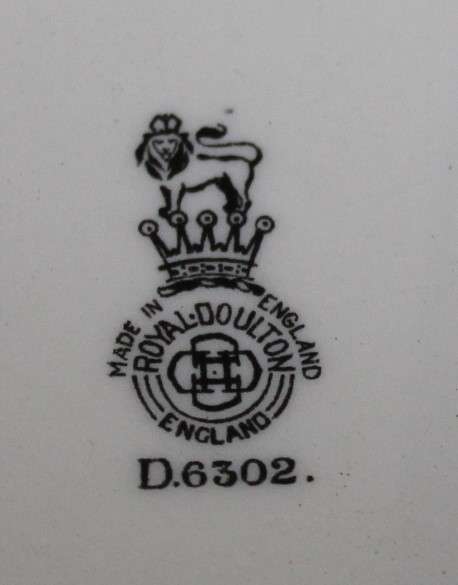 MADE IN ENGLAND
ROYAL·DOULTON
ENGLAND
D.6302.